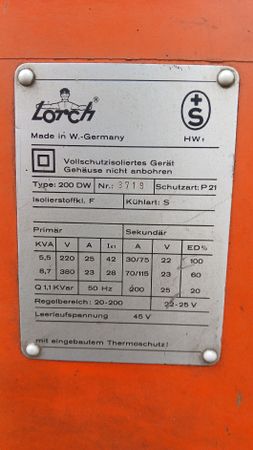 Lorch ®
+S
Made in W.-Germany HW1
Vollschutzisoliertes Gerät
Gehäuse nicht anbohren
Type: 200 DW Nr.: 3719 Schutzart: P 21
Isolierstoffkl. F Kühlart: S
Primär Sekundär
KVA V A A V ED%
5,5 220 25 42 30/75 22 100
8,7 380 23 28 70/115 23 60
Q 1,1 KVar 50 Hz 200 25 20
Regelbereich: 20-200 22-25 V
Leerlaufspannung 45 V
mit eingebautem Thermoschutz!